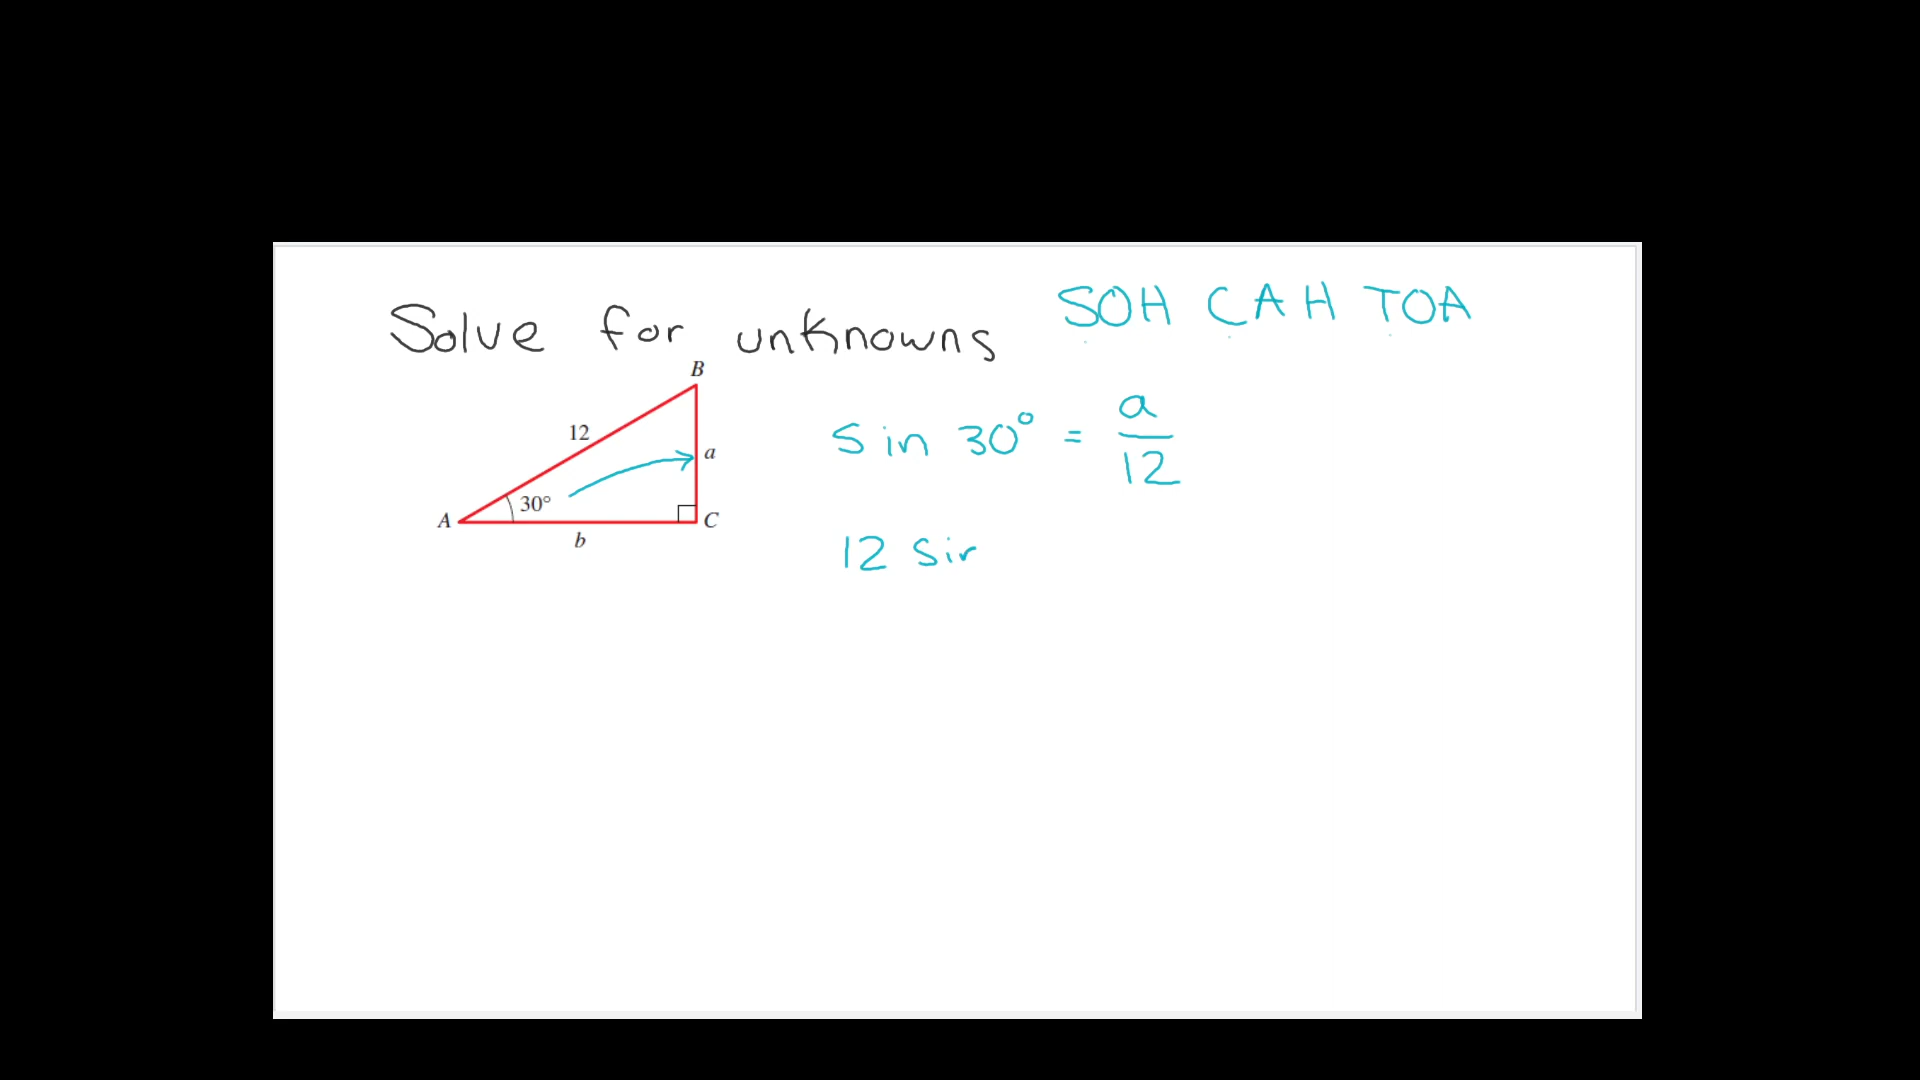 Solve for unknowns
SOH CAH TOA
B
12
a
30°
A
C
b
sin 30° = a/12
12 sir